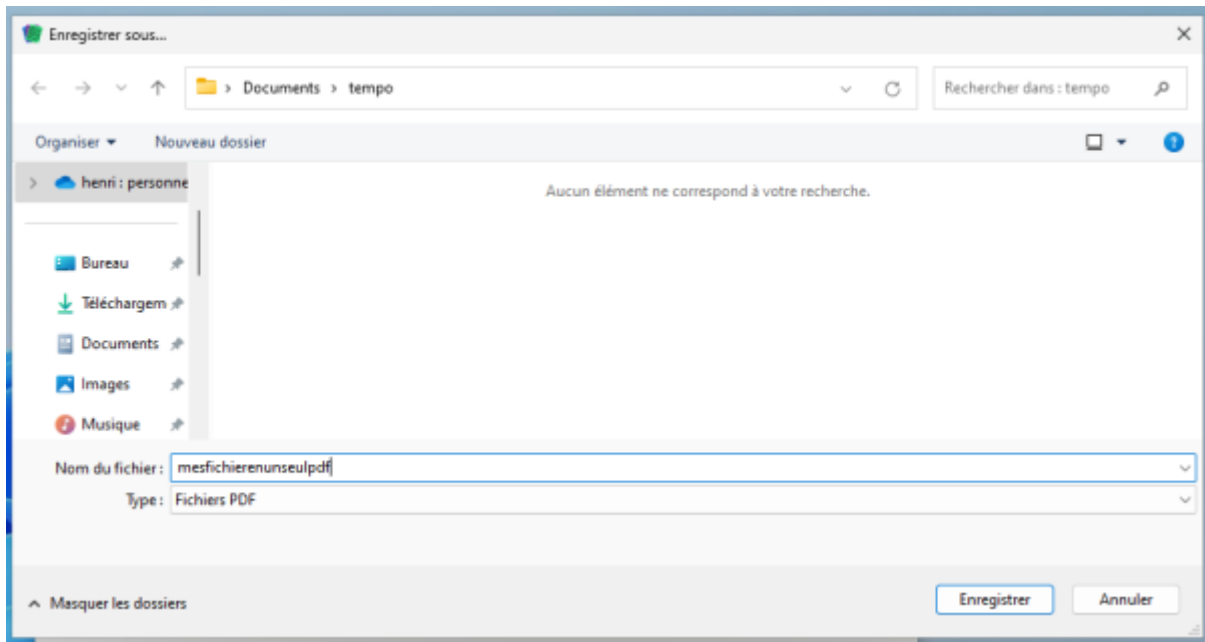 Enregistrer sous...
Documents > tempo
Rechercher dans : tempo
Organiser
Nouveau dossier
henri : personne
Aucun élément ne correspond à votre recherche.
Bureau
Téléchargem
Documents
Images
Musique
Nom du fichier : mesfichierenunseulpdf
Type : Fichiers PDF
Masquer les dossiers
Enregistrer
Annuler